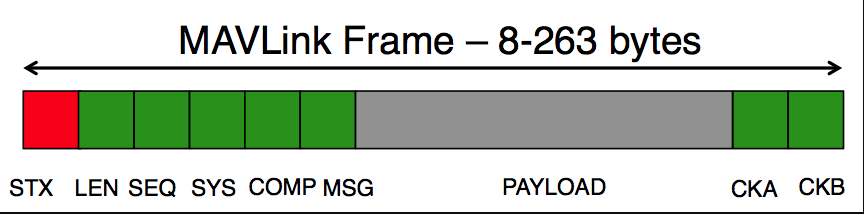 MAVLink Frame – 8-263 bytes
STX LEN SEQ SYS COMP MSG PAYLOAD CKA CKB